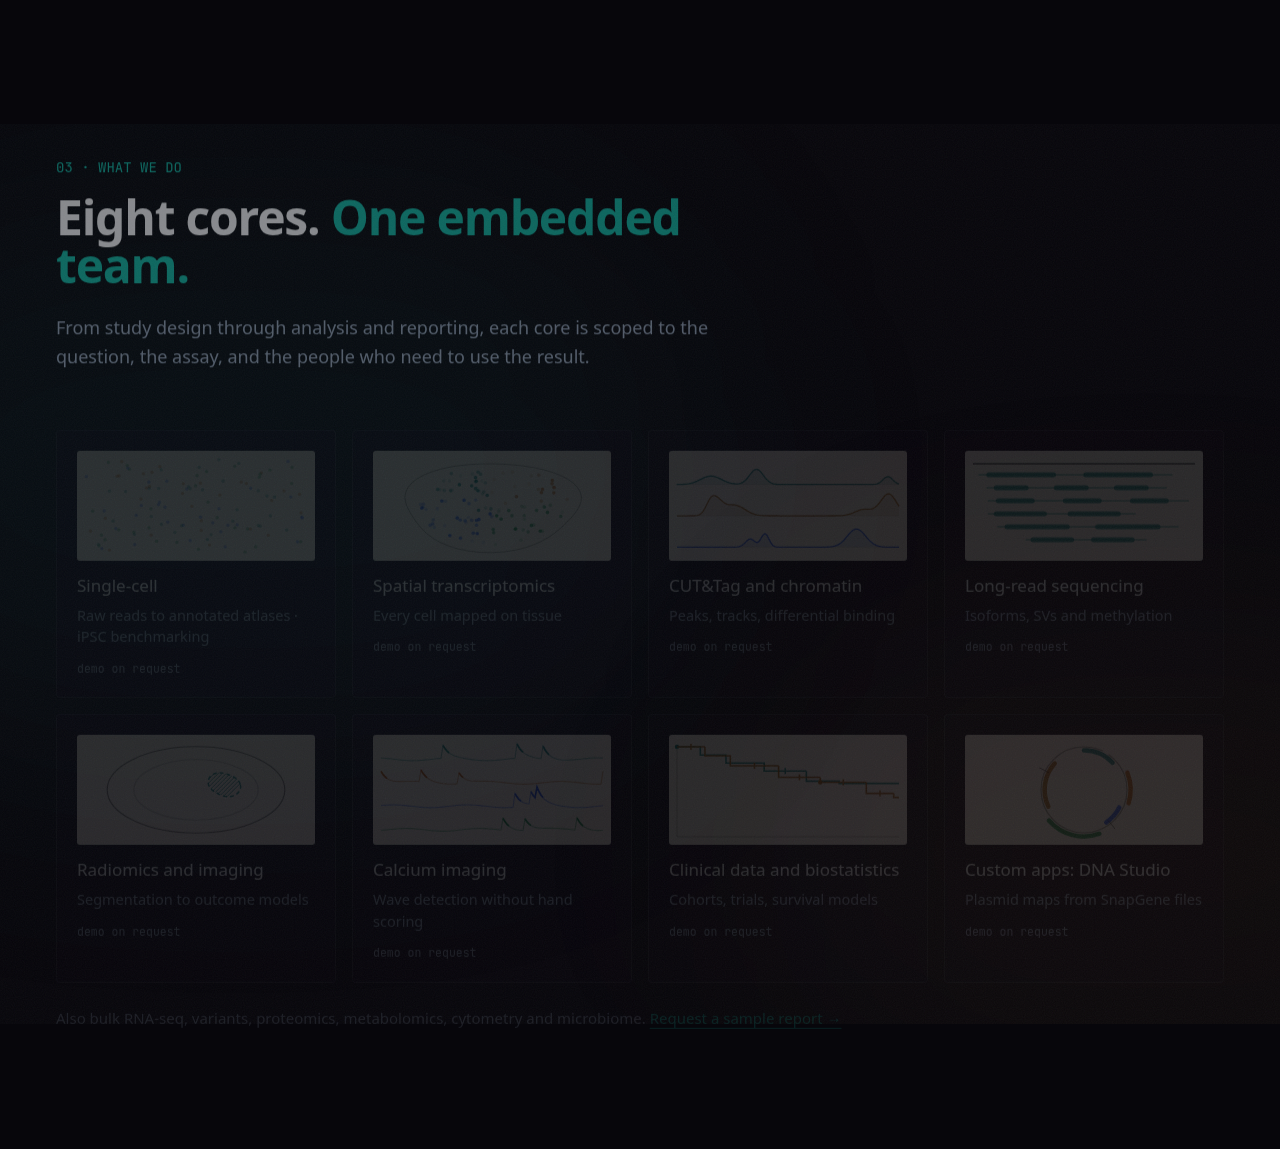 03 · WHAT WE DO
Eight cores. One embedded
team.
From study design through analysis and reporting, each core is scoped to the
question, the assay, and the people who need to use the result.
Single-cell
Raw reads to annotated atlases ·
iPSC benchmarking
demo on request
Spatial transcriptomics
Every cell mapped on tissue
demo on request
CUT&Tag and chromatin
Peaks, tracks, differential binding
demo on request
Long-read sequencing
Isoforms, SVs and methylation
demo on request
Radiomics and imaging
Segmentation to outcome models
demo on request
Calcium imaging
Wave detection without hand
scoring
demo on request
Clinical data and biostatistics
Cohorts, trials, survival models
demo on request
Custom apps: DNA Studio
Plasmid maps from SnapGene files
demo on request
Also bulk RNA-seq, variants, proteomics, metabolomics, cytometry and microbiome. Request a sample report →